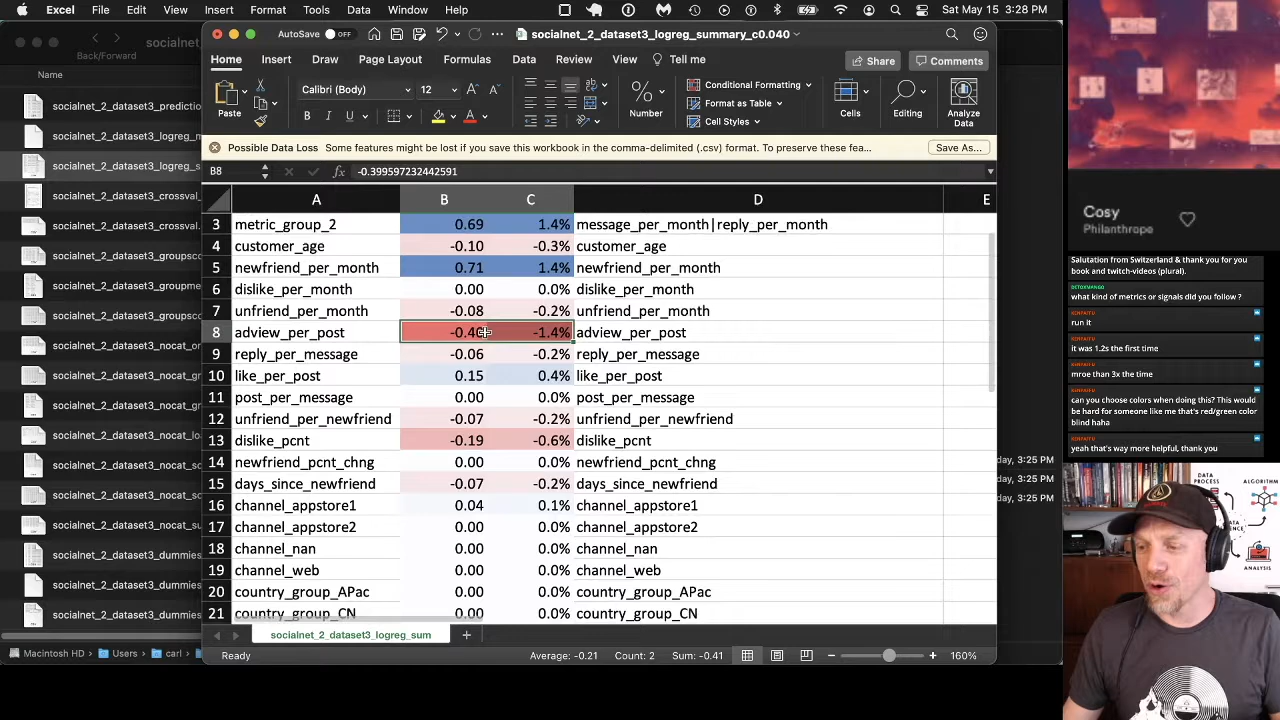 Excel File Edit View Insert Format Tools Data Window Help
Sat May 15 3:28 PM
AutoSave OFF
socialnet_2_dataset3_logreg_summary_c0.040
Home Insert Draw Page Layout Formulas Data Review View Tell me
Share Comments
Paste
Calibri (Body) 12
B I U
Number
Conditional Formatting
Format as Table
Cell Styles
Cells
Editing
Analyze Data
Possible Data Loss Some features might be lost if you save this workbook in the comma-delimited (.csv) format. To preserve these fea... Save As...
B8 fx -0.399597232442591
A B C D E
3 metric_group_2 0.69 1.4% message_per_month|reply_per_month
4 customer_age -0.10 -0.3% customer_age
5 newfriend_per_month 0.71 1.4% newfriend_per_month
6 dislike_per_month 0.00 0.0% dislike_per_month
7 unfriend_per_month -0.08 -0.2% unfriend_per_month
8 adview_per_post -1.4% adview_per_post
9 reply_per_message -0.06 -0.2% reply_per_message
10 like_per_post 0.15 0.4% like_per_post
11 post_per_message 0.00 0.0% post_per_message
12 unfriend_per_newfriend -0.07 -0.2% unfriend_per_newfriend
13 dislike_pcnt -0.19 -0.6% dislike_pcnt
14 newfriend_pcnt_chng 0.00 0.0% newfriend_pcnt_chng
15 days_since_newfriend -0.07 -0.2% days_since_newfriend
16 channel_appstore1 0.04 0.1% channel_appstore1
17 channel_appstore2 0.00 0.0% channel_appstore2
18 channel_nan 0.00 0.0% channel_nan
19 channel_web 0.00 0.0% channel_web
20 country_group_APac 0.00 0.0% country_group_APac
21 country_group_CN 0.00 0.0% country_group_CN
socialnet_2_dataset3_logreg_sum
Ready
Average: -0.21 Count: 2 Sum: -0.41
160%
Back/Forward
socialn
Name
socialnet_2_dataset3_predictio
socialnet_2_dataset3_logreg_m
socialnet_2_dataset3_logreg_s
socialnet_2_dataset3_crossval
socialnet_2_dataset3_crossval.
socialnet_2_dataset3_groupsco
socialnet_2_dataset3_groupme
socialnet_2_dataset3_groupsco
socialnet_2_dataset3_nocat_gr
socialnet_2_dataset3_nocat_gr
socialnet_2_dataset3_nocat_gr
socialnet_2_dataset3_nocat_lo
socialnet_2_dataset3_nocat_sc
socialnet_2_dataset3_nocat_sc
socialnet_2_dataset3_nocat_su
socialnet_2_dataset3_dummies
socialnet_2_dataset3_dummies
socialnet_2_dataset3_dummies
Macintosh HD Users carl
day, 3:25 PM
day, 3:25 PM
day, 3:25 PM
Cosy
Philanthrope
Salutation from Switzerland & thank you for you
book and twitch-videos (plural).
DETOXMANGO
what kind of metrics or signals did you follow ?
KENPAIFU
run it
KENPAIFU
it was 1.2s the first time
KENPAIFU
mroe than 3x the time
KENPAIFU
can you choose colors when doing this? This would
be hard for someone like me that's red/green color
blind haha
KENPAIFU
yeah that's way more helpful, thank you
DATA
PROCESS
ALGORITHM
ANALYSIS